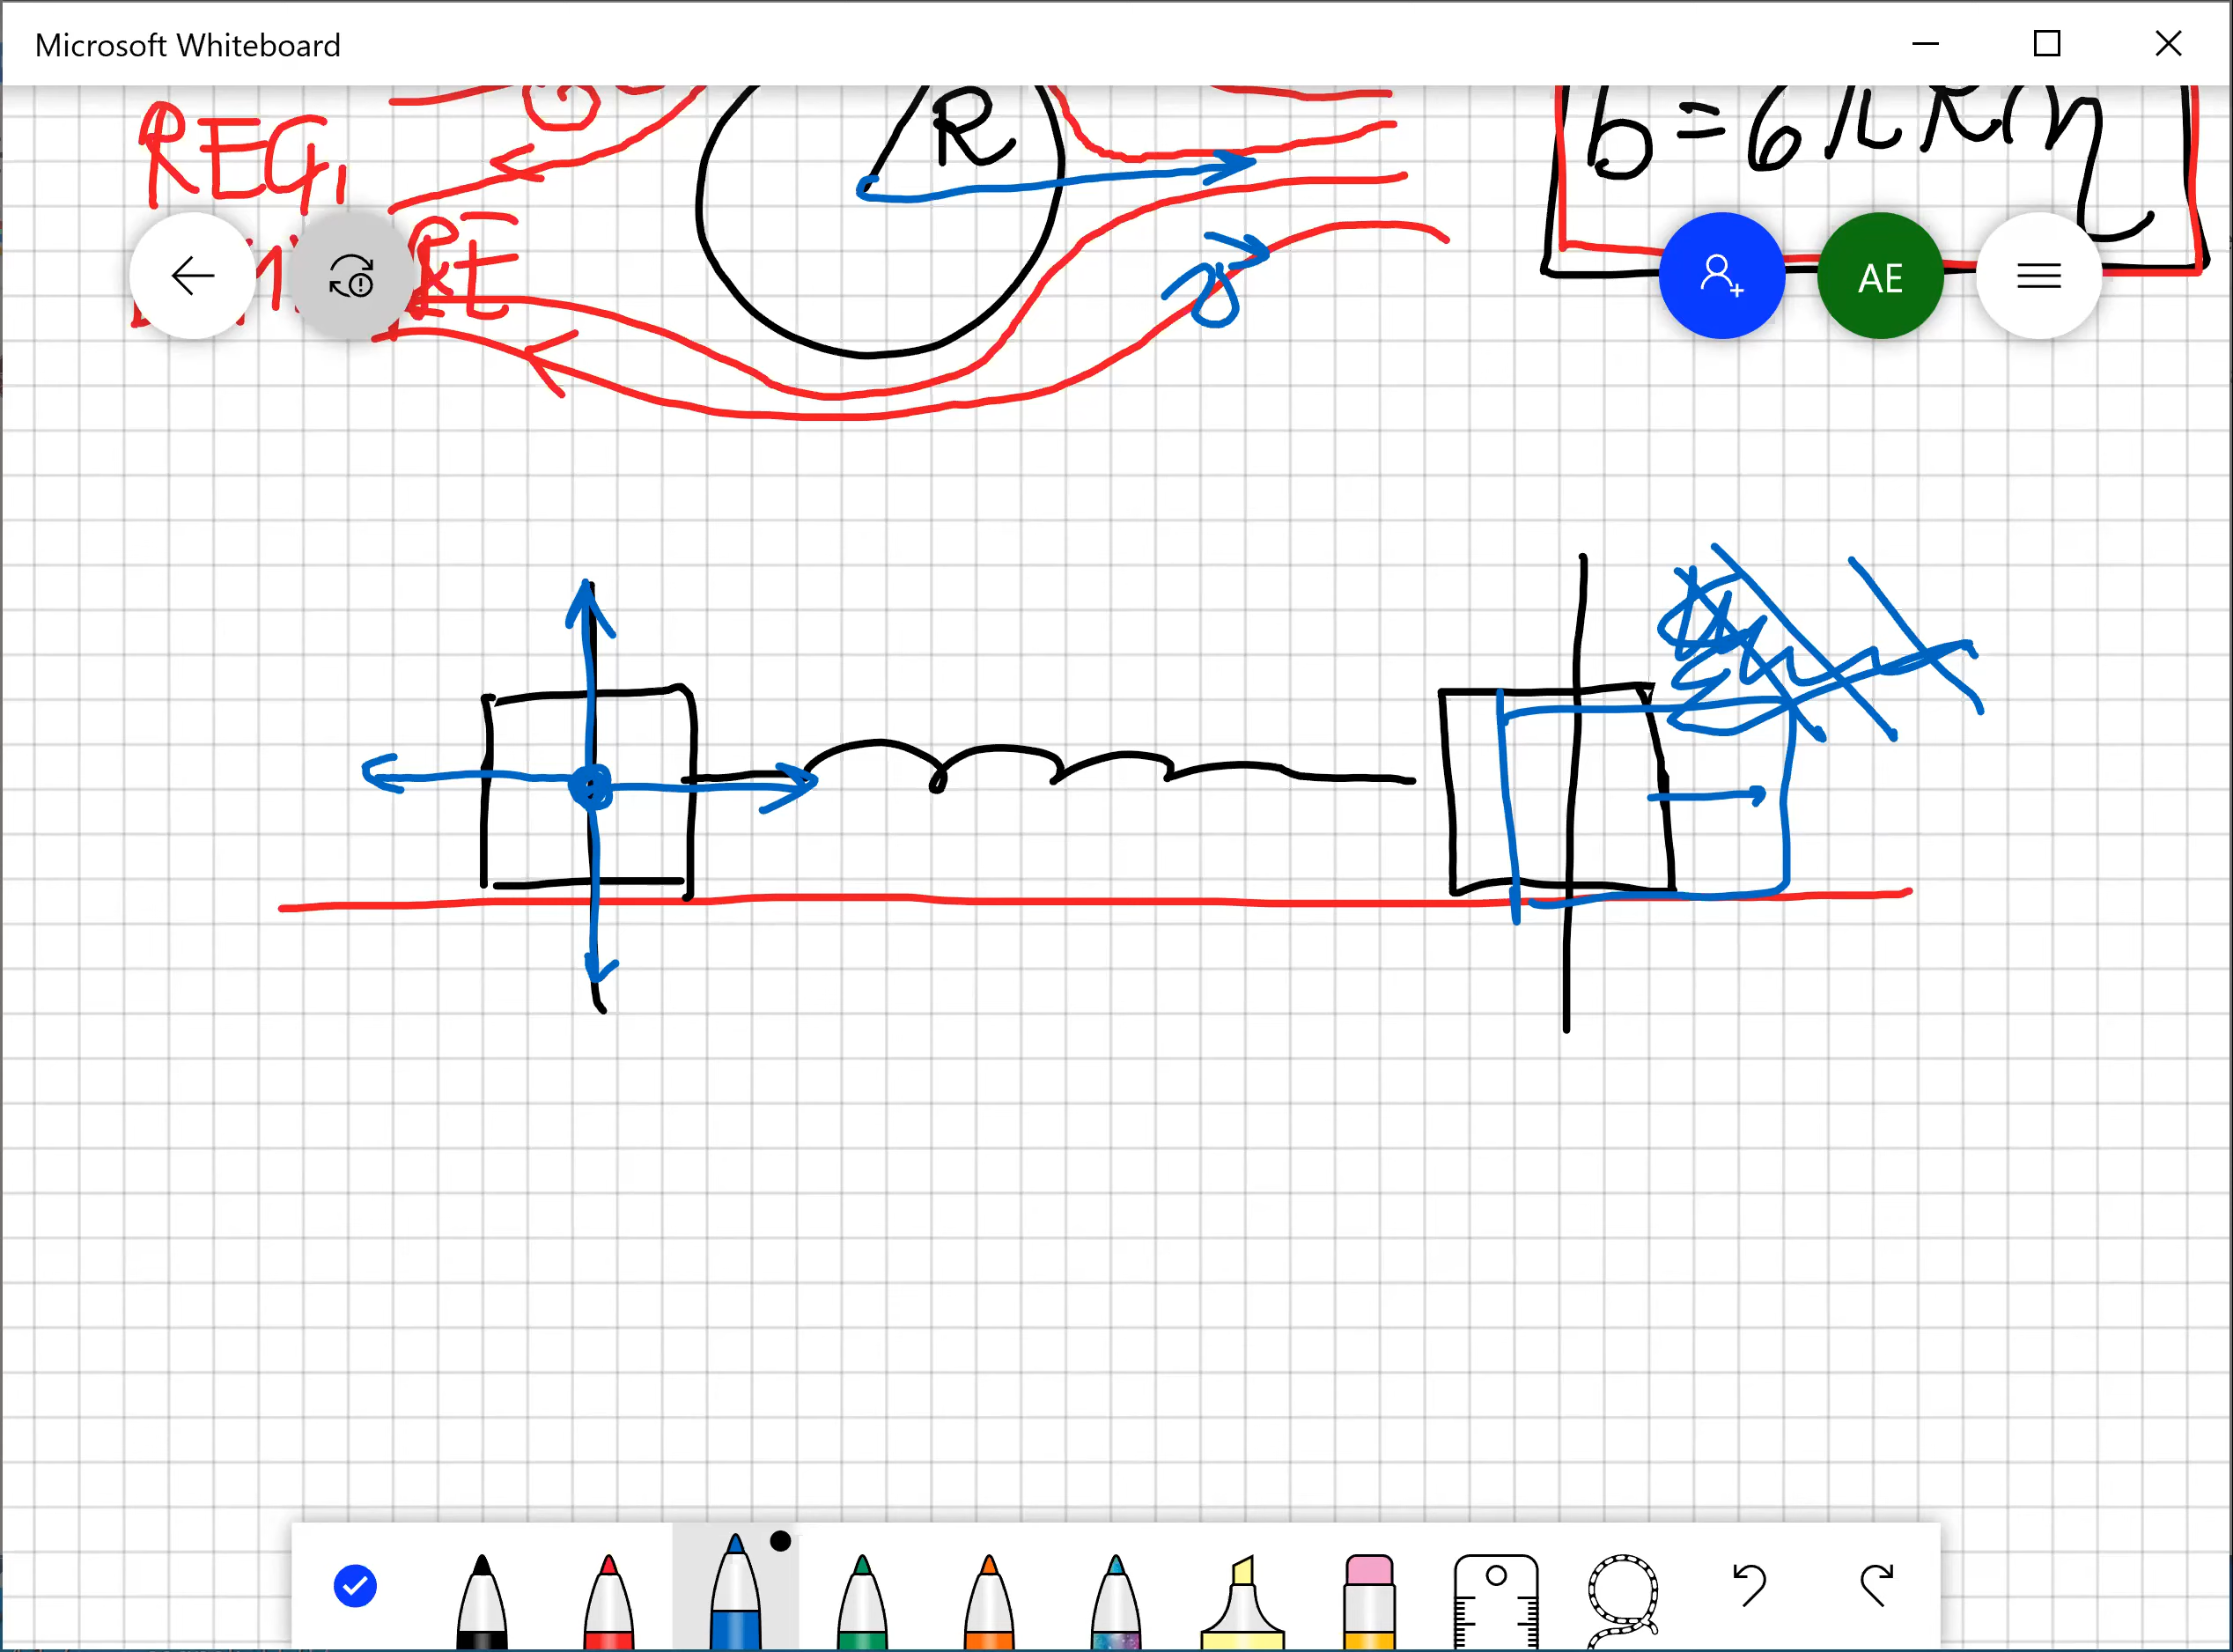 Microsoft Whiteboard
R
b = 6πRη
REG,
AE